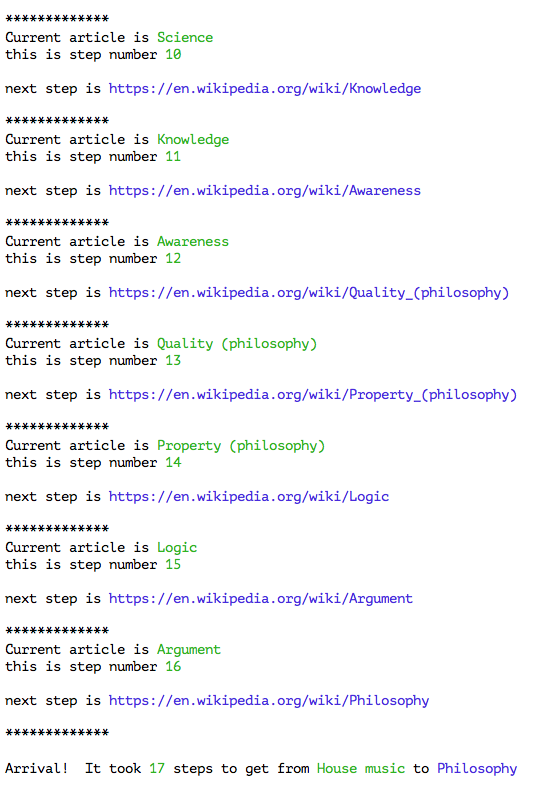 *************
Current article is Science
this is step number 10
next step is https://en.wikipedia.org/wiki/Knowledge
*************
Current article is Knowledge
this is step number 11
next step is https://en.wikipedia.org/wiki/Awareness
*************
Current article is Awareness
this is step number 12
next step is https://en.wikipedia.org/wiki/Quality_(philosophy)
*************
Current article is Quality (philosophy)
this is step number 13
next step is https://en.wikipedia.org/wiki/Property_(philosophy)
*************
Current article is Property (philosophy)
this is step number 14
next step is https://en.wikipedia.org/wiki/Logic
*************
Current article is Logic
this is step number 15
next step is https://en.wikipedia.org/wiki/Argument
*************
Current article is Argument
this is step number 16
next step is https://en.wikipedia.org/wiki/Philosophy
*************
Arrival!  It took 17 steps to get from House music to Philosophy